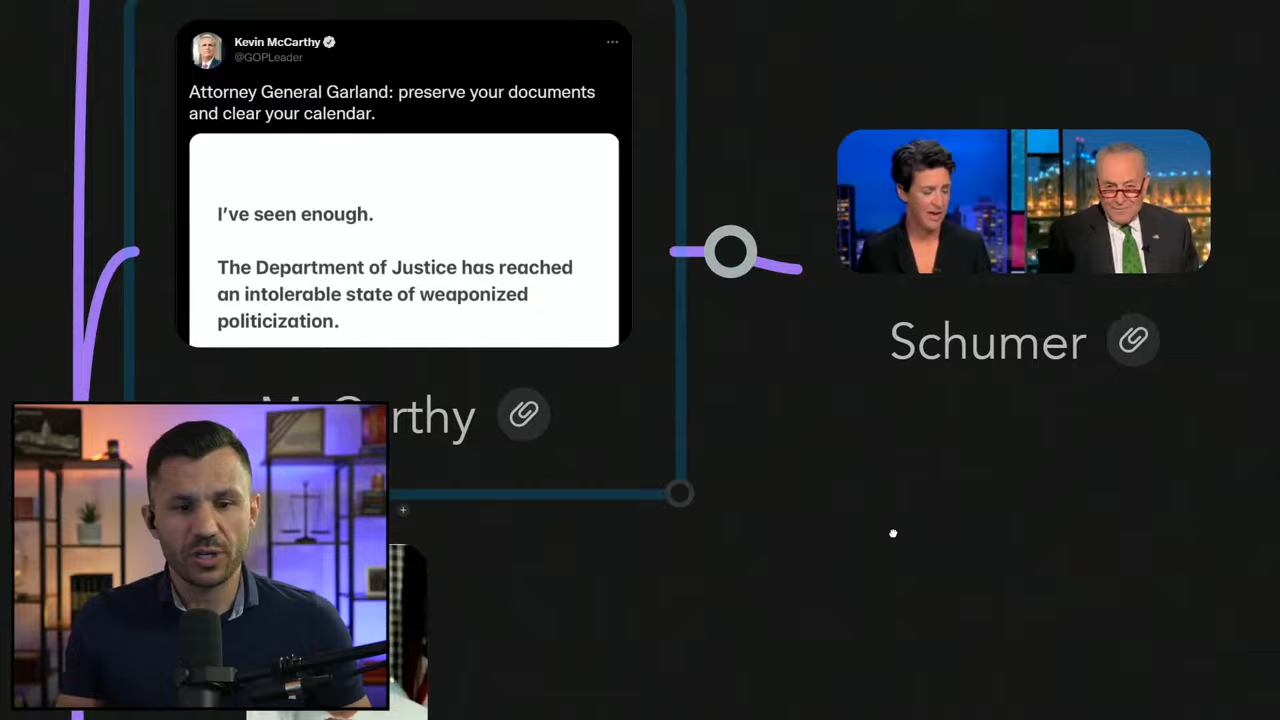 Kevin McCarthy
@GOPLeader
Attorney General Garland: preserve your documents
and clear your calendar.
I've seen enough.
The Department of Justice has reached
an intolerable state of weaponized
politicization.
Schumer